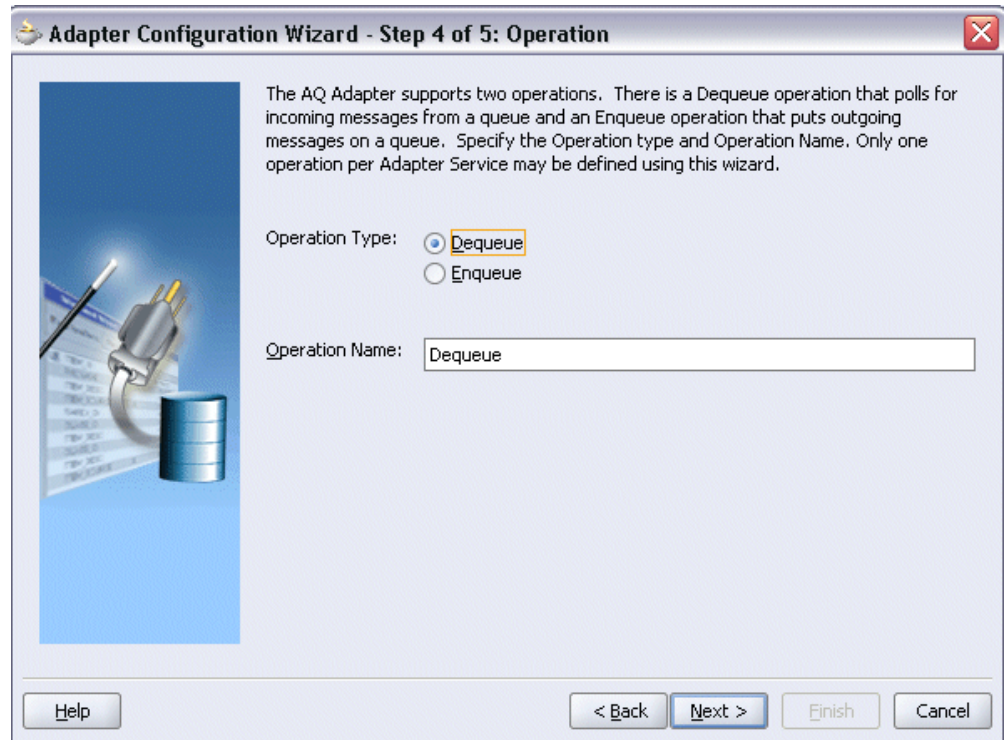 Adapter Configuration Wizard - Step 4 of 5: Operation
The AQ Adapter supports two operations. There is a Dequeue operation that polls for
incoming messages from a queue and an Enqueue operation that puts outgoing
messages on a queue. Specify the Operation type and Operation Name. Only one
operation per Adapter Service may be defined using this wizard.
Operation Type:
Dequeue
Enqueue
Operation Name:
Dequeue
Help
< Back
Next >
Finish
Cancel